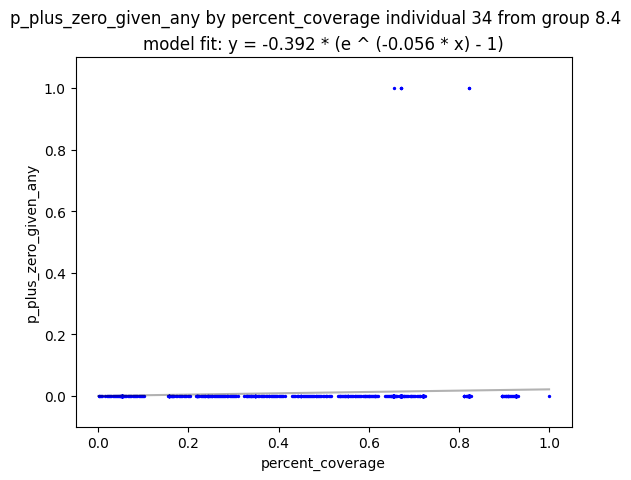 p_plus_zero_given_any by percent_coverage individual 34 from group 8.4
model fit: y = -0.392 * (e ^ (-0.056 * x) - 1)
p_plus_zero_given_any
1.0
0.8
0.6
0.4
0.2
0.0
0.0 0.2 0.4 0.6 0.8 1.0
percent_coverage